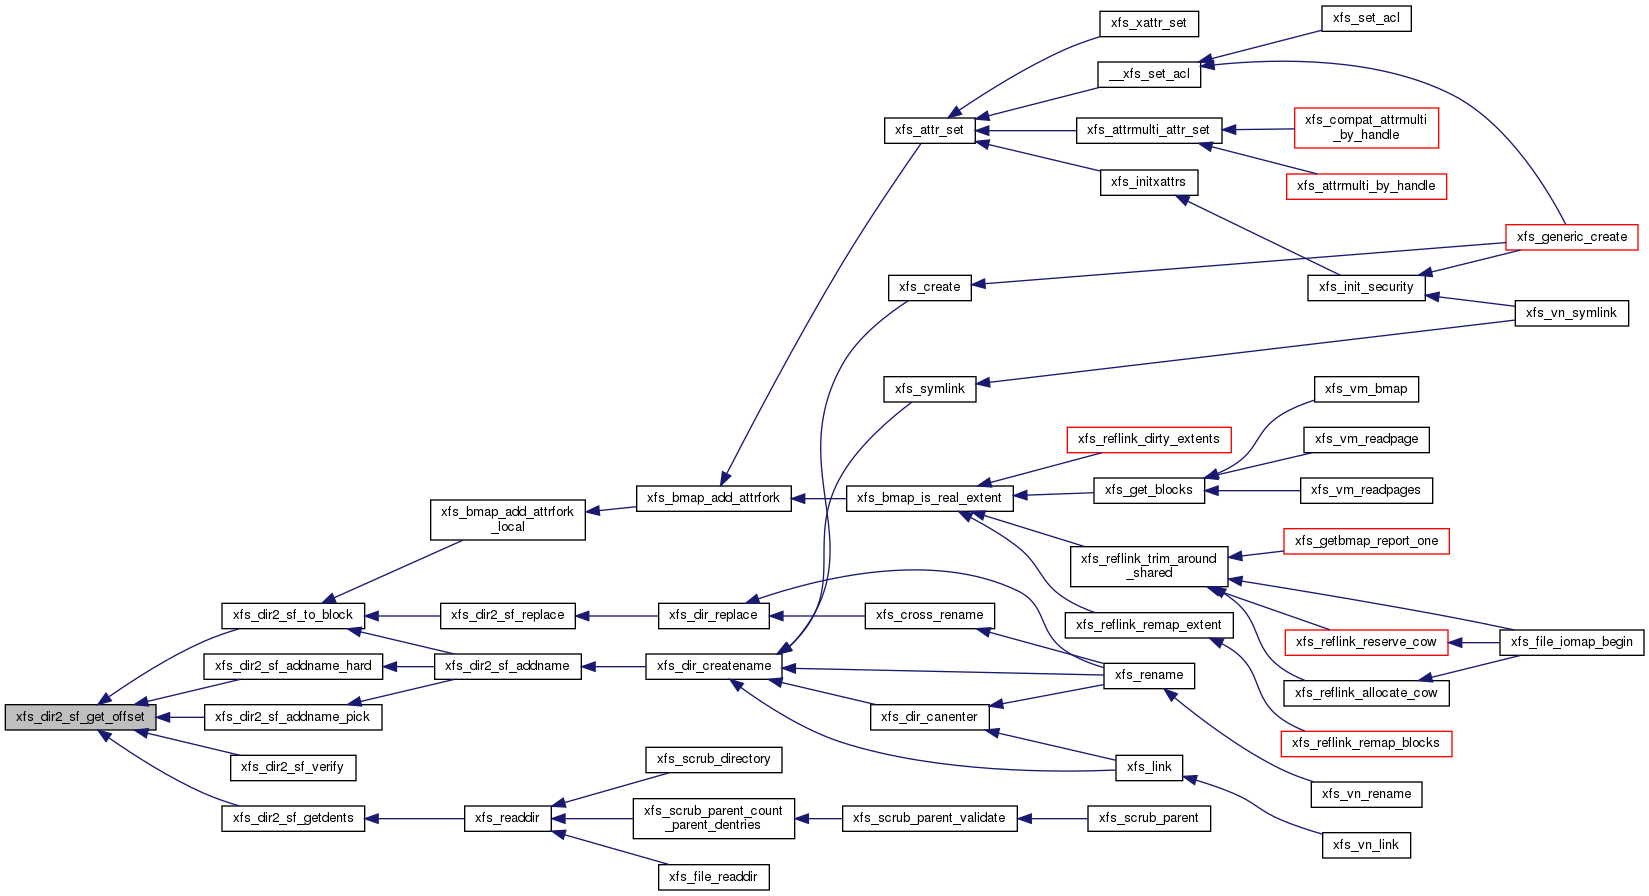 xfs_set_acl
xfs_xattr_set
__xfs_set_acl
xfs_attr_set
xfs_attrmulti_attr_set
xfs_compat_attrmulti
_by_handle
xfs_attrmulti_by_handle
xfs_initxattrs
xfs_generic_create
xfs_create
xfs_init_security
xfs_vn_symlink
xfs_symlink
xfs_vm_bmap
xfs_reflink_dirty_extents
xfs_vm_readpage
xfs_bmap_add_attrfork
xfs_bmap_is_real_extent
xfs_get_blocks
xfs_vm_readpages
xfs_bmap_add_attrfork
_local
xfs_getbmap_report_one
xfs_reflink_trim_around
_shared
xfs_dir2_sf_to_block
xfs_dir2_sf_replace
xfs_dir_replace
xfs_cross_rename
xfs_reflink_remap_extent
xfs_reflink_reserve_cow
xfs_file_iomap_begin
xfs_dir2_sf_addname_hard
xfs_dir2_sf_addname
xfs_dir_createname
xfs_rename
xfs_reflink_allocate_cow
xfs_dir2_sf_get_offset
xfs_dir2_sf_addname_pick
xfs_dir_canenter
xfs_reflink_remap_blocks
xfs_dir2_sf_verify
xfs_scrub_directory
xfs_link
xfs_vn_rename
xfs_dir2_sf_getdents
xfs_readdir
xfs_scrub_parent_count
_parent_dentries
xfs_scrub_parent_validate
xfs_scrub_parent
xfs_vn_link
xfs_file_readdir